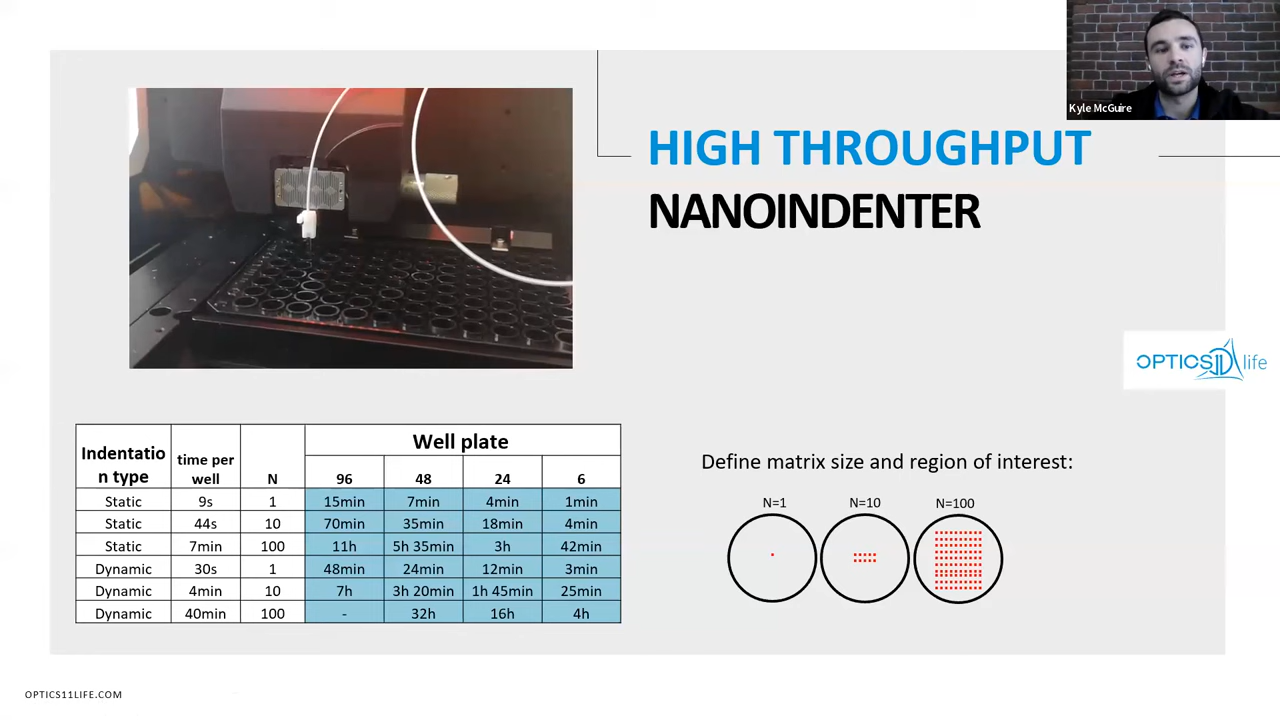 Kyle McGuire
HIGH THROUGHPUT
NANOINDENTER
OPTICS11 life
Indentatio
n type
time per
well
N
Well plate
96 48 24 6
Static 9s 1 15min 7min 4min 1min
Static 44s 10 70min 35min 18min 4min
Static 7min 100 11h 5h 35min 3h 42min
Dynamic 30s 1 48min 24min 12min 3min
Dynamic 4min 10 7h 3h 20min 1h 45min 25min
Dynamic 40min 100 - 32h 16h 4h
Define matrix size and region of interest:
N=1 N=10 N=100
OPTICS11LIFE.COM